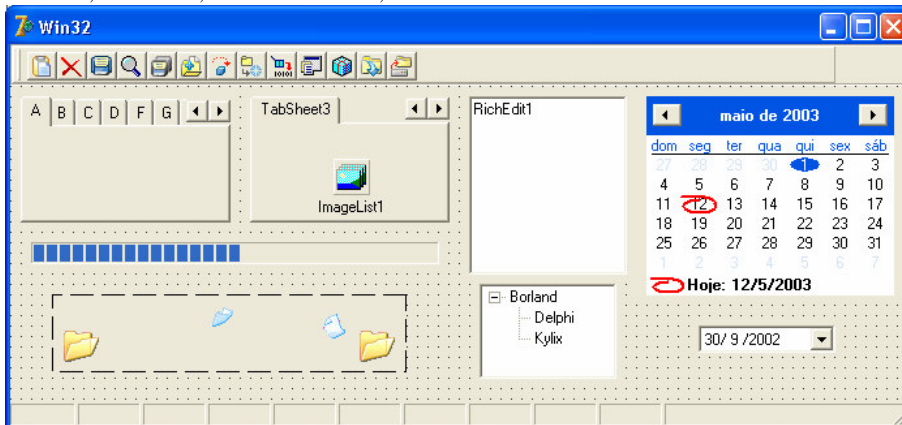 Win32
A B C D F G
TabSheet3
ImageList1
RichEdit1
maio de 2003
dom seg ter qua qui sex sáb
27 28 29 30 1 2 3
4 5 6 7 8 9 10
11 12 13 14 15 16 17
18 19 20 21 22 23 24
25 26 27 28 29 30 31
1 2 3 4 5 6 7
Hoje: 12/5/2003
Borland
Delphi
Kylix
30/ 9 /2002